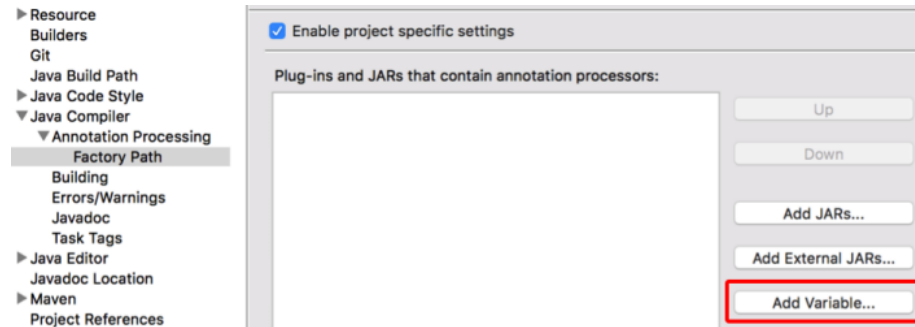 Resource
Builders
Git
Java Build Path
Java Code Style
Java Compiler
Annotation Processing
Factory Path
Building
Errors/Warnings
Javadoc
Task Tags
Java Editor
Javadoc Location
Maven
Project References
Enable project specific settings
Plug-ins and JARs that contain annotation processors:
Up
Down
Add JARs...
Add External JARs...
Add Variable...